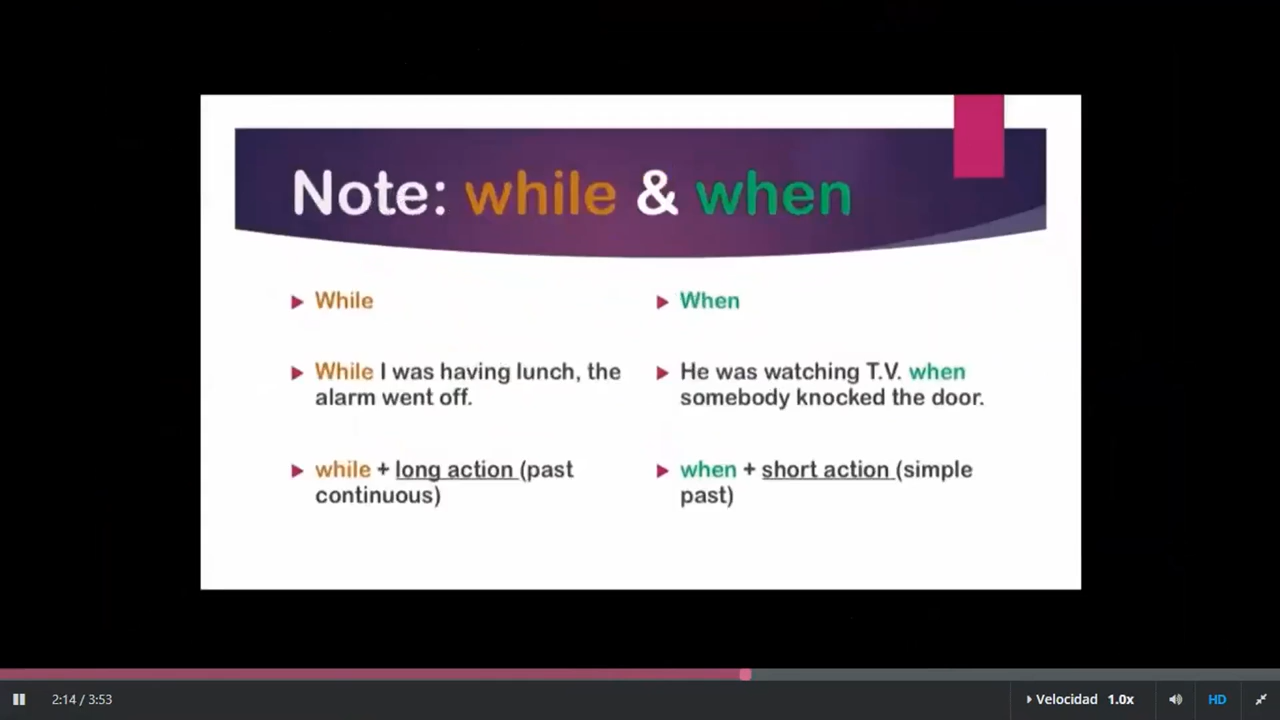 Note: while & when
While
While I was having lunch, the
alarm went off.
while + long action (past
continuous)
When
He was watching T.V. when
somebody knocked the door.
when + short action (simple
past)
2:14 / 3:53
Velocidad 1.0x
HD